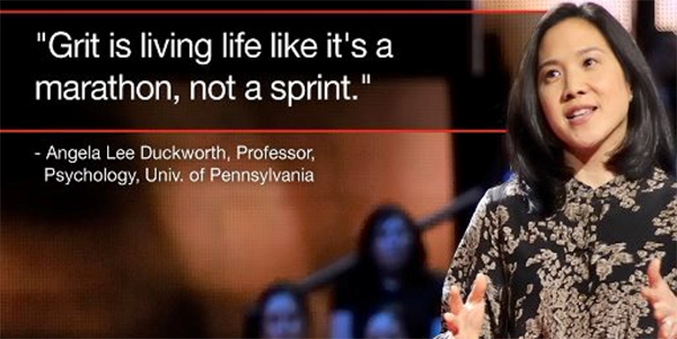 "Grit is living life like it's a
marathon, not a sprint."
- Angela Lee Duckworth, Professor,
Psychology, Univ. of Pennsylvania